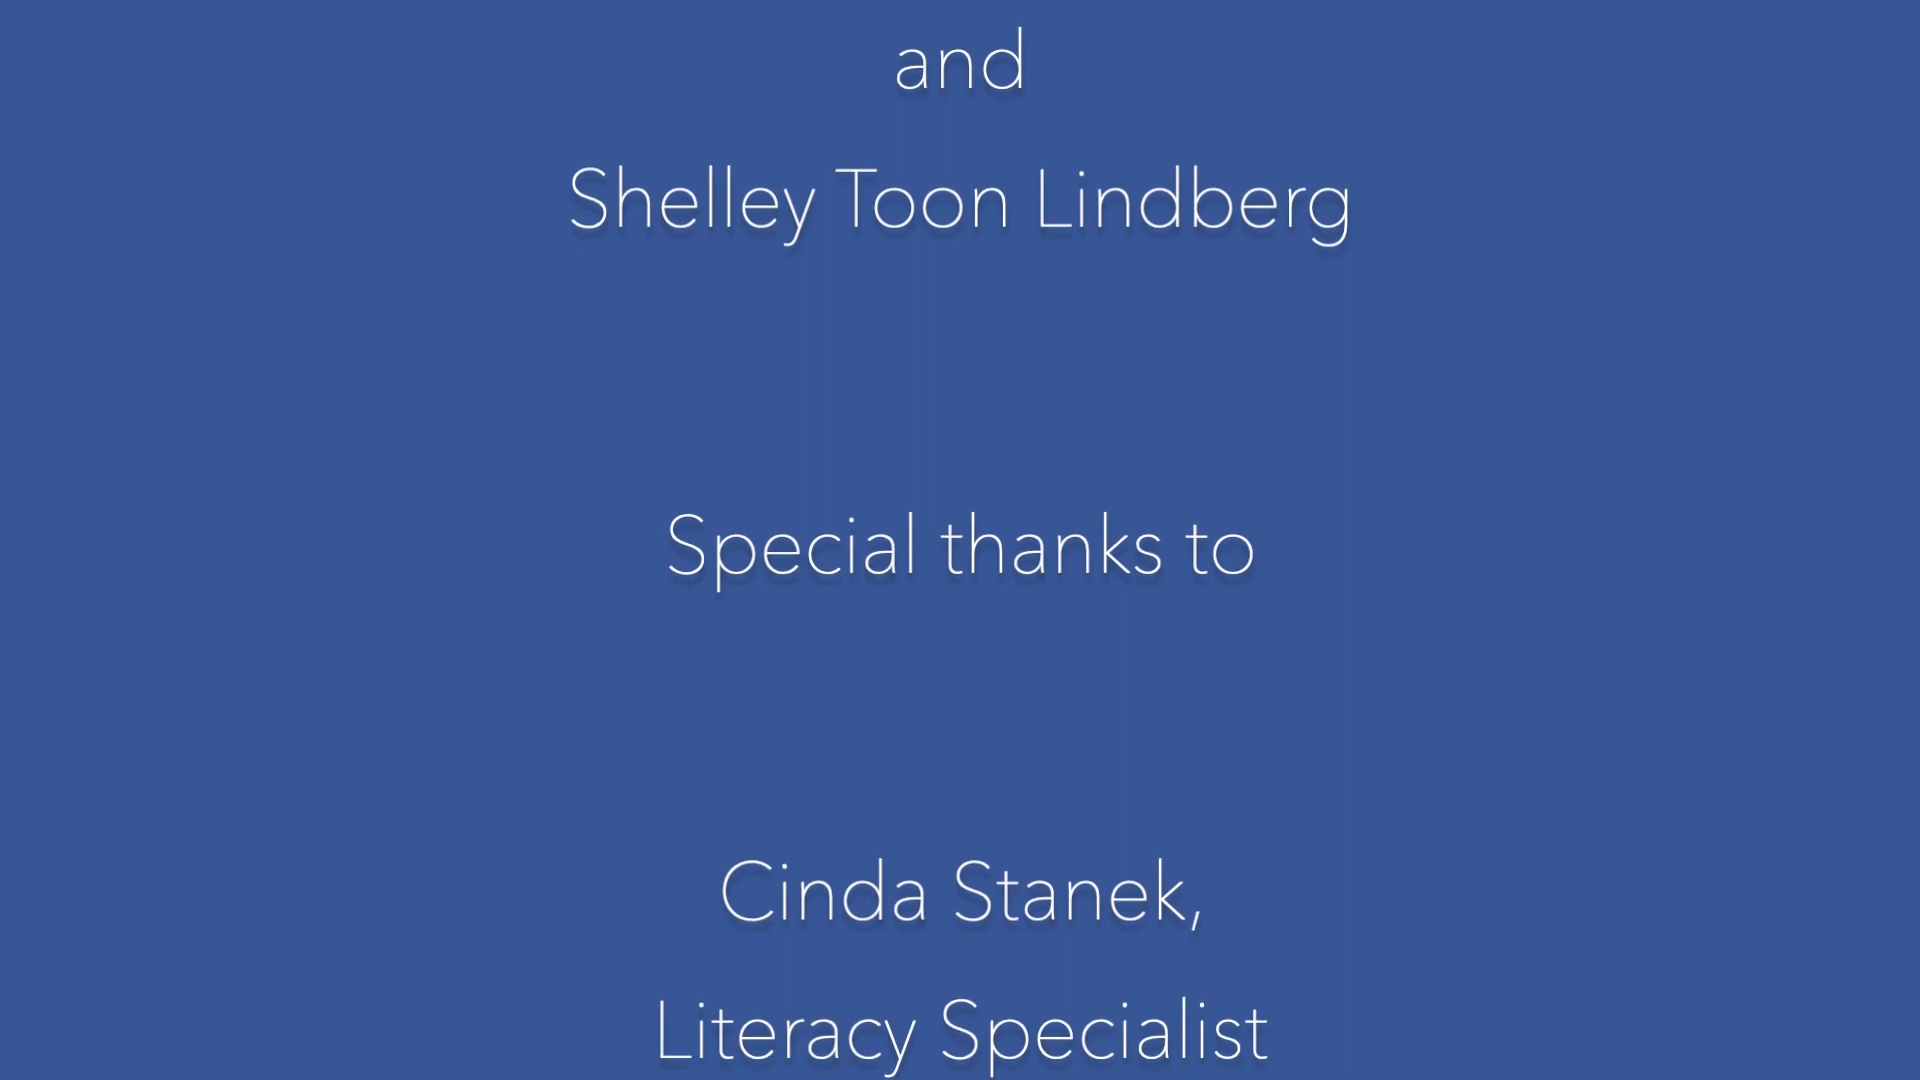 and
Shelley Toon Lindberg
Special thanks to
Cinda Stanek,
Literacy Specialist